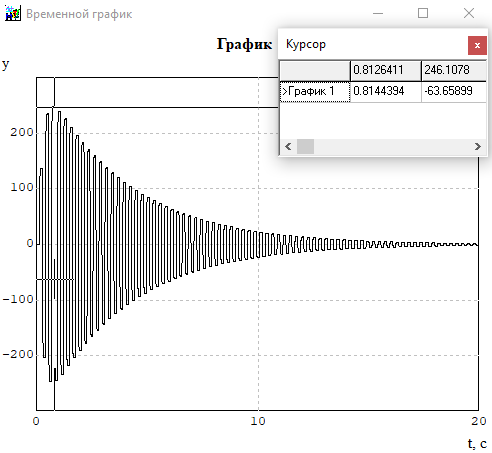 Временной график
График
Курсор
x
0.8126411 246.1078
>График 1 0.8144394 -63.65899
y
200
100
0
-100
-200
0 10 20
t, с